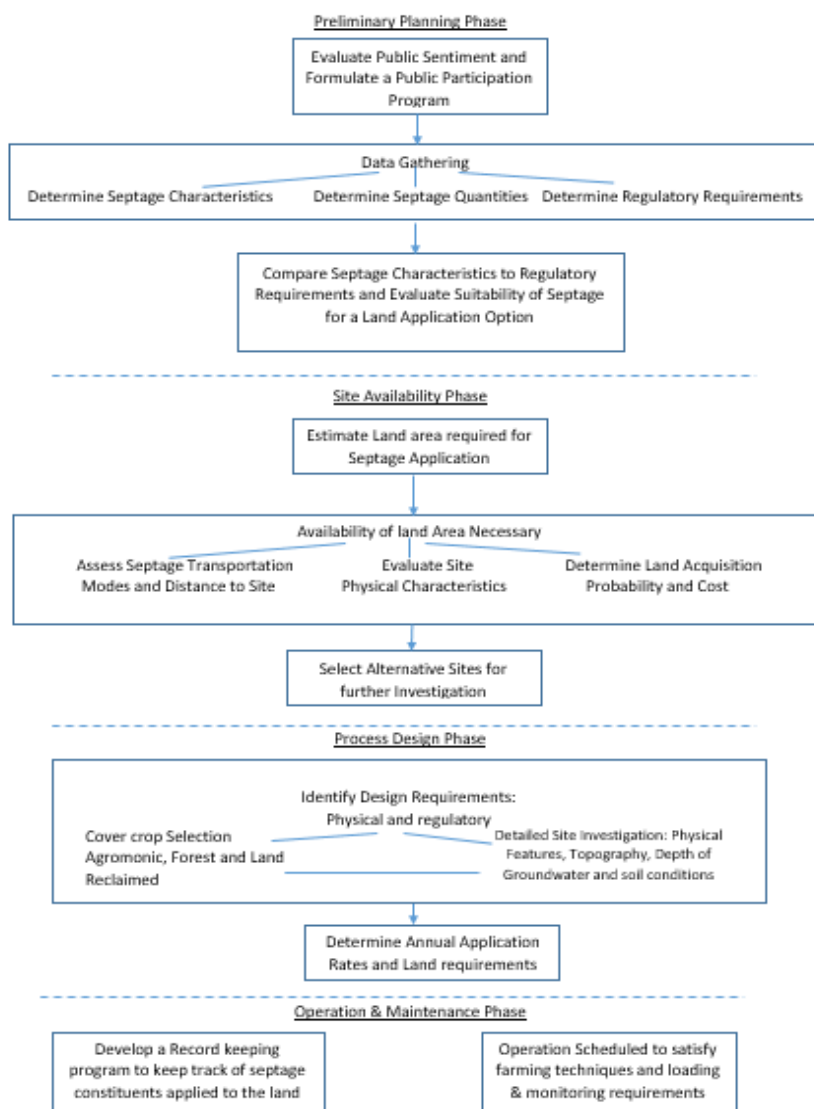 Preliminary Planning Phase
Evaluate Public Sentiment and
Formulate a Public Participation
Program
Data Gathering
Determine Septage Characteristics
Determine Septage Quantities
Determine Regulatory Requirements
Compare Septage Characteristics to Regulatory
Requirements and Evaluate Suitability of Septage
for a Land Application Option
Site Availability Phase
Estimate Land area required for
Septage Application
Availability of land Area Necessary
Assess Septage Transportation
Modes and Distance to Site
Evaluate Site
Physical Characteristics
Determine Land Acquisition
Probability and Cost
Select Alternative Sites for
further Investigation
Process Design Phase
Identify Design Requirements:
Physical and regulatory
Cover crop Selection
Agromonic, Forest and Land
Reclaimed
Detailed Site Investigation: Physical
Features, Topography, Depth of
Groundwater and soil conditions
Determine Annual Application
Rates and Land requirements
Operation & Maintenance Phase
Develop a Record keeping
program to keep track of septage
constituents applied to the land
Operation Scheduled to satisfy
farming techniques and loading
& monitoring requirements